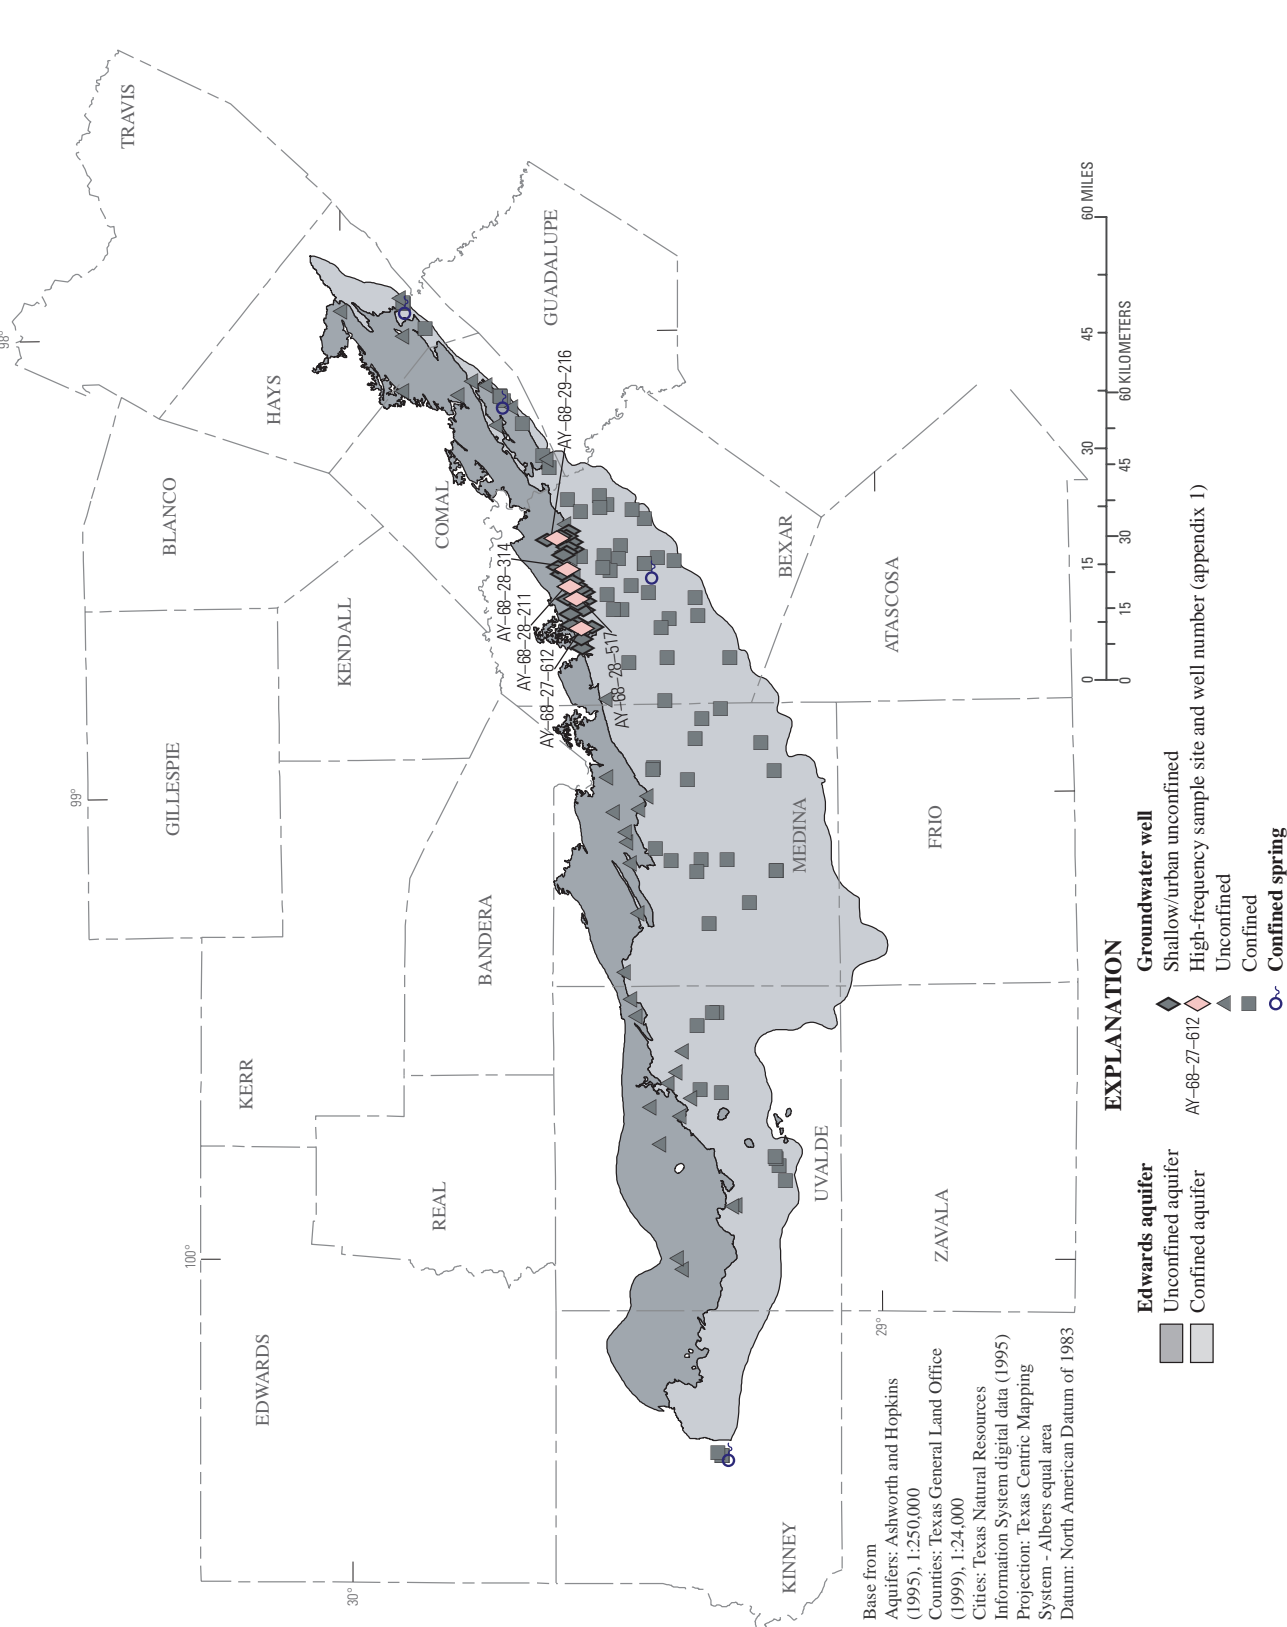 TRAVIS
98°
HAYS
GUADALUPE
BLANCO
COMAL
AY–68–29–216
AY–68–28–314
AY–68–28–211
AY–68–27–612
AY–68–28–517
KENDALL
BEXAR
ATASCOSA
GILLESPIE
99°
BANDERA
MEDINA
FRIO
KERR
REAL
UVALDE
ZAVALA
100°
EDWARDS
29°
30°
KINNEY
0 15 30 45 60 MILES
0 15 30 45 60 KILOMETERS
Base from
Aquifers: Ashworth and Hopkins
(1995), 1:250,000
Counties: Texas General Land Office
(1999), 1:24,000
Cities: Texas Natural Resources
Information System digital data (1995)
Projection: Texas Centric Mapping
System - Albers equal area
Datum: North American Datum of 1983
EXPLANATION
Edwards aquifer
Unconfined aquifer
Confined aquifer
Groundwater well
Shallow/urban unconfined
AY–68–27–612 High-frequency sample site and well number (appendix 1)
Unconfined
Confined
Confined spring